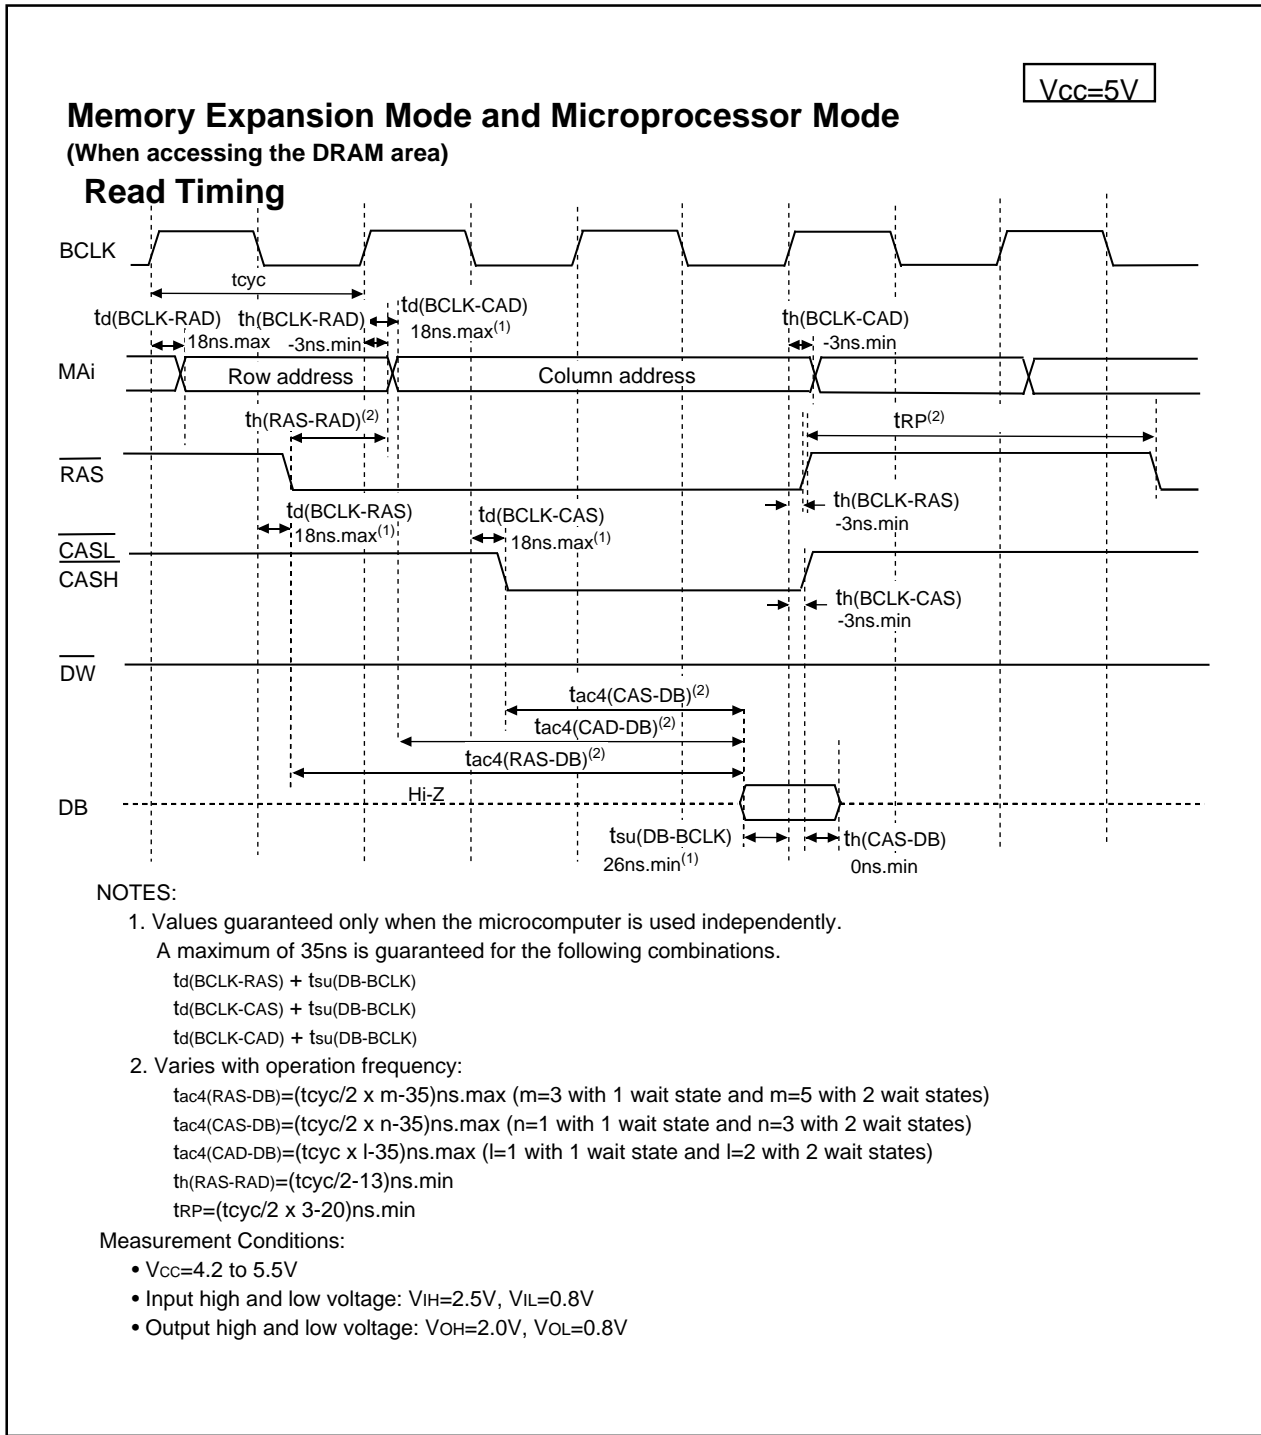 Vcc=5V
Memory Expansion Mode and Microprocessor Mode
(When accessing the DRAM area)
Read Timing
BCLK
tcyc
td(BCLK-RAD)
18ns.max
th(BCLK-RAD)
-3ns.min
td(BCLK-CAD)
18ns.max(1)
th(BCLK-CAD)
-3ns.min
MAi
Row address
Column address
th(RAS-RAD)(2)
tRP(2)
RAS
td(BCLK-RAS)
18ns.max(1)
td(BCLK-CAS)
18ns.max(1)
th(BCLK-RAS)
-3ns.min
CASL
CASH
th(BCLK-CAS)
-3ns.min
DW
tac4(CAS-DB)(2)
tac4(CAD-DB)(2)
tac4(RAS-DB)(2)
Hi-Z
DB
tsu(DB-BCLK)
26ns.min(1)
th(CAS-DB)
0ns.min
NOTES:
1. Values guaranteed only when the microcomputer is used independently.
A maximum of 35ns is guaranteed for the following combinations.
td(BCLK-RAS) + tsu(DB-BCLK)
td(BCLK-CAS) + tsu(DB-BCLK)
td(BCLK-CAD) + tsu(DB-BCLK)
2. Varies with operation frequency:
tac4(RAS-DB)=(tcyc/2 x m-35)ns.max (m=3 with 1 wait state and m=5 with 2 wait states)
tac4(CAS-DB)=(tcyc/2 x n-35)ns.max (n=1 with 1 wait state and n=3 with 2 wait states)
tac4(CAD-DB)=(tcyc x l-35)ns.max (l=1 with 1 wait state and l=2 with 2 wait states)
th(RAS-RAD)=(tcyc/2-13)ns.min
tRP=(tcyc/2 x 3-20)ns.min
Measurement Conditions:
• VCC=4.2 to 5.5V
• Input high and low voltage: VIH=2.5V, VIL=0.8V
• Output high and low voltage: VOH=2.0V, VOL=0.8V